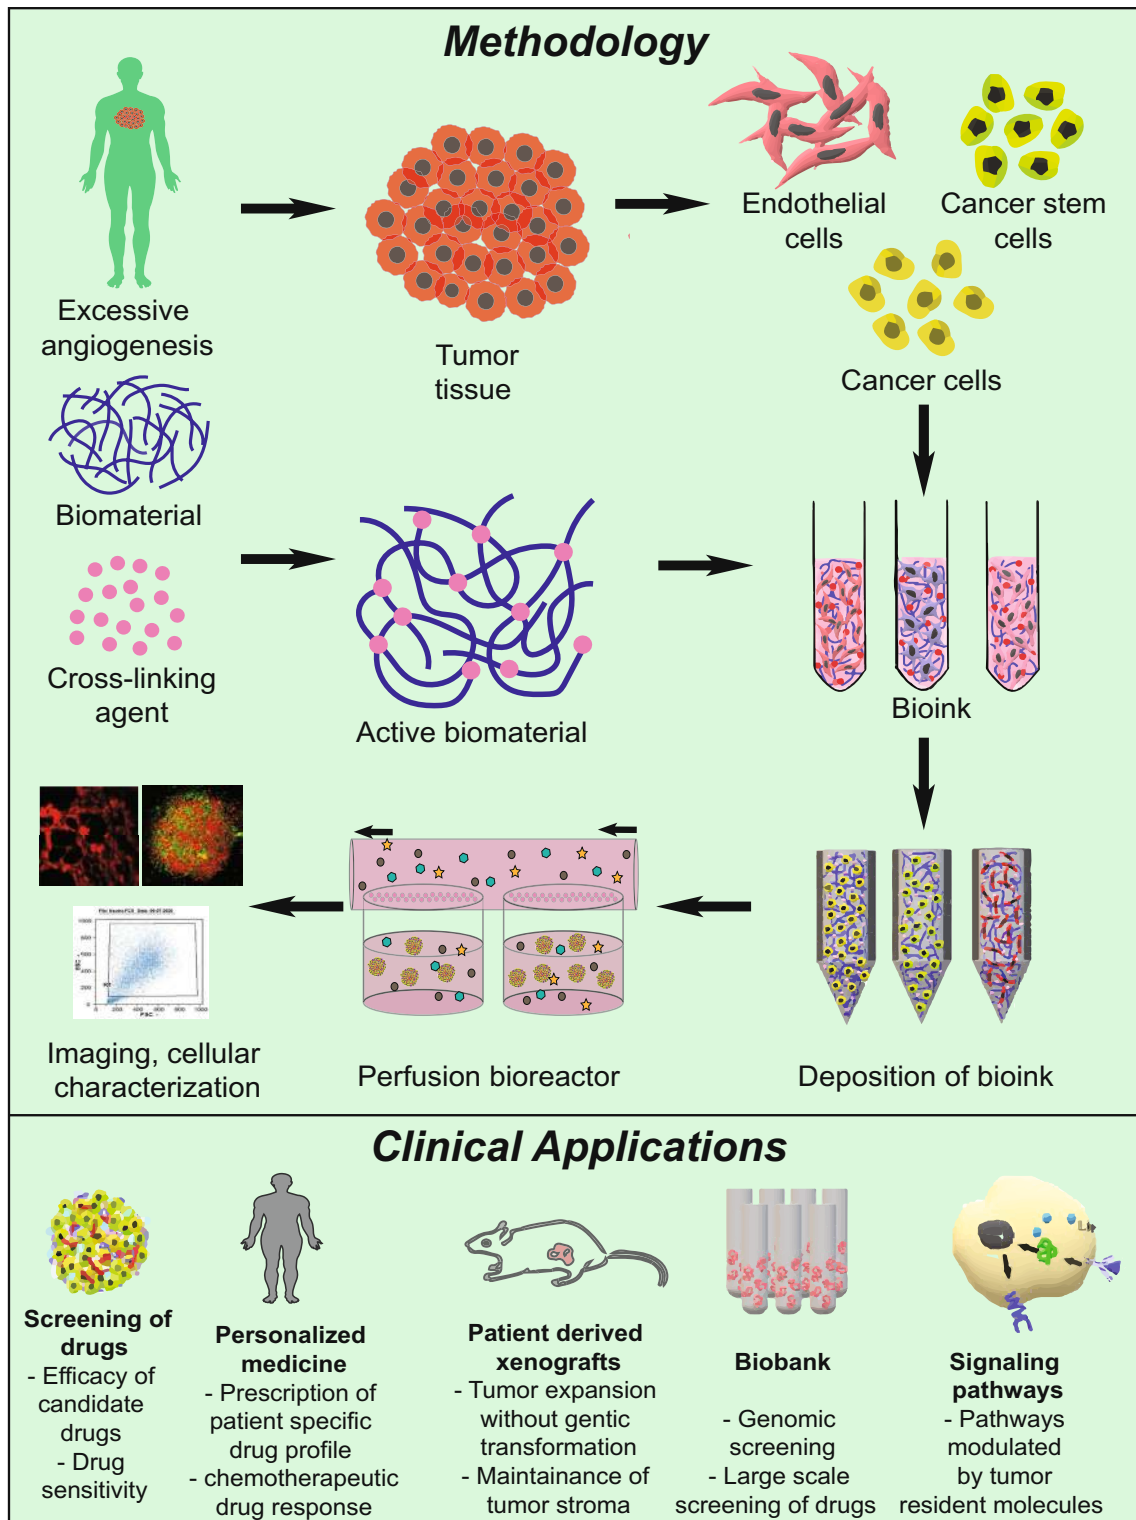 Methodology
Excessive
angiogenesis
Tumor
tissue
Endothelial
cells
Cancer stem
cells
Cancer cells
Biomaterial
Cross-linking
agent
Active biomaterial
Bioink
Imaging, cellular
characterization
Perfusion bioreactor
Deposition of bioink
Clinical Applications
Screening of
drugs
- Efficacy of
candidate
drugs
- Drug
sensitivity
Personalized
medicine
- Prescription of
patient specific
drug profile
- chemotherapeutic
drug response
Patient derived
xenografts
- Tumor expansion
without gentic
transformation
- Maintainance of
tumor stroma
Biobank
- Genomic
screening
- Large scale
screening of drugs
Signaling
pathways
- Pathways
modulated
by tumor
resident molecules